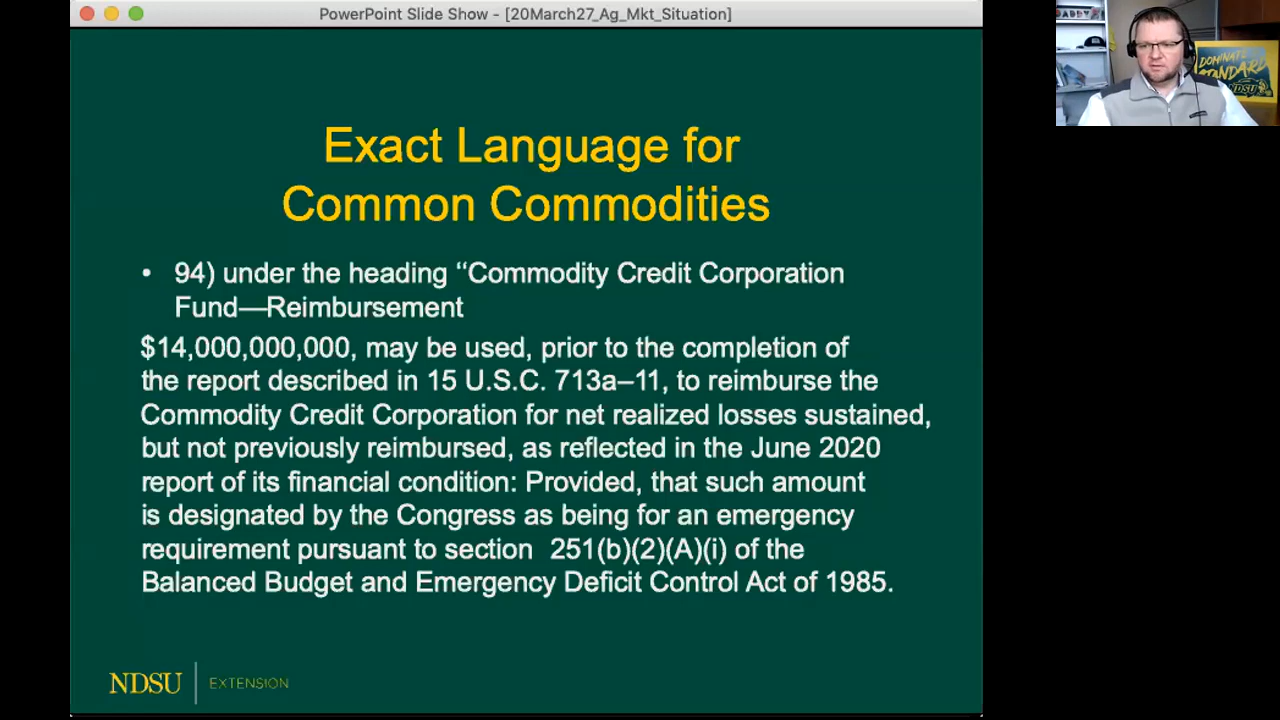 PowerPoint Slide Show - [20March27_Ag_Mkt_Situation]
Exact Language for
Common Commodities
• 94) under the heading ‘‘Commodity Credit Corporation
Fund—Reimbursement
$14,000,000,000, may be used, prior to the completion of
the report described in 15 U.S.C. 713a–11, to reimburse the
Commodity Credit Corporation for net realized losses sustained,
but not previously reimbursed, as reflected in the June 2020
report of its financial condition: Provided, that such amount
is designated by the Congress as being for an emergency
requirement pursuant to section 251(b)(2)(A)(i) of the
Balanced Budget and Emergency Deficit Control Act of 1985.
NDSU EXTENSION
DOMINATE
STANDARD
NDSU